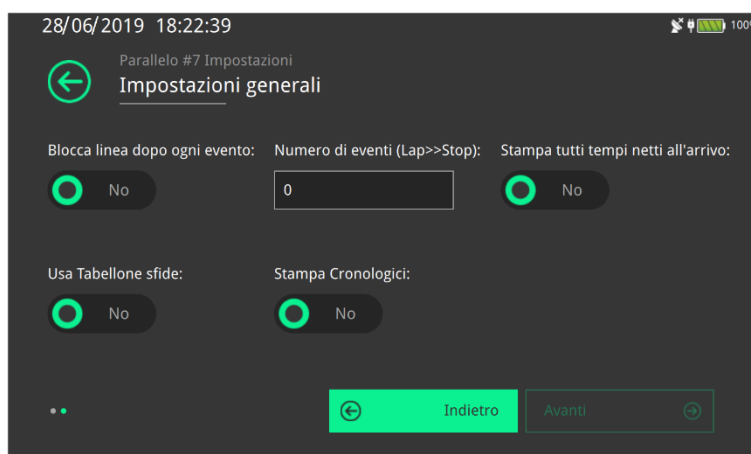 28/06/2019 18:22:39
100%
Parallelo #7 Impostazioni
Impostazioni generali
Blocca linea dopo ogni evento: Numero di eventi (Lap>>Stop): Stampa tutti tempi netti all'arrivo:
No 0 No
Usa Tabellone sfide: Stampa Cronologici:
No No
Indietro Avanti